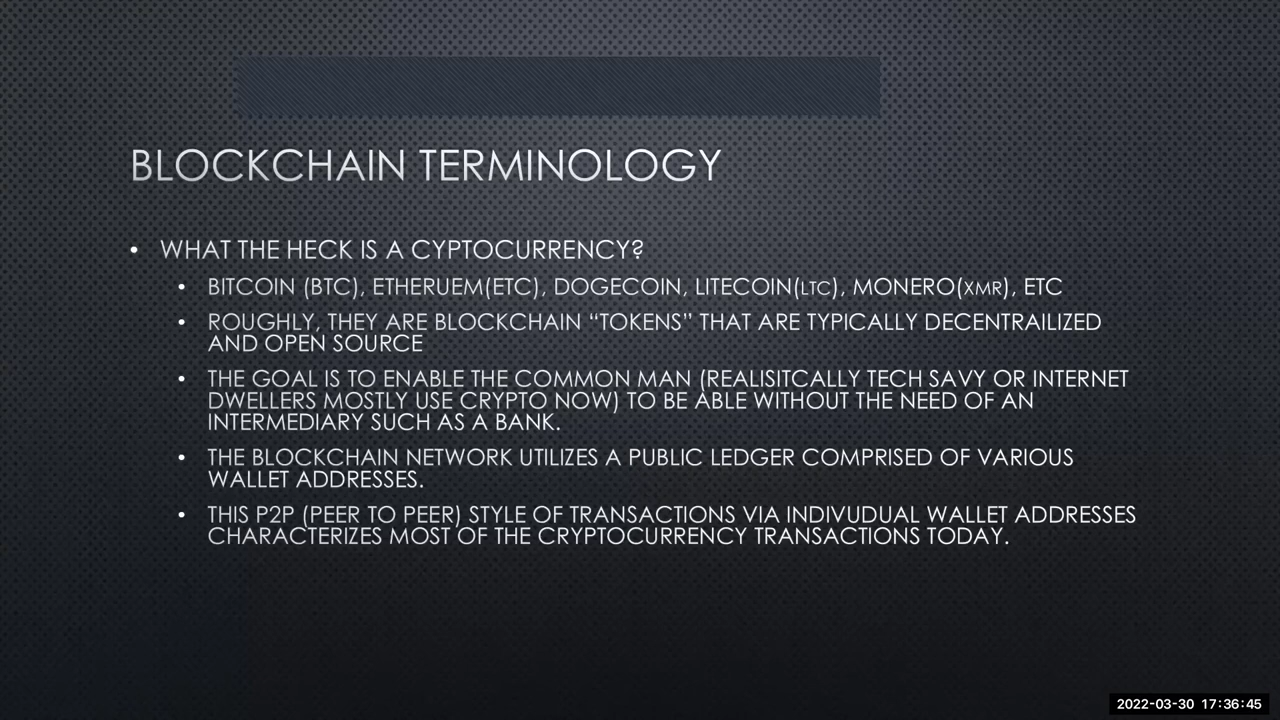 BLOCKCHAIN TERMINOLOGY
• WHAT THE HECK IS A CYPTOCURRENCY?
• BITCOIN (BTC), ETHERUEM(ETC), DOGECOIN, LITECOIN(LTC), MONERO(XMR), ETC
• ROUGHLY, THEY ARE BLOCKCHAIN “TOKENS” THAT ARE TYPICALLY DECENTRAILIZED
AND OPEN SOURCE
• THE GOAL IS TO ENABLE THE COMMON MAN (REALISITCALLY TECH SAVY OR INTERNET
DWELLERS MOSTLY USE CRYPTO NOW) TO BE ABLE WITHOUT THE NEED OF AN
INTERMEDIARY SUCH AS A BANK.
• THE BLOCKCHAIN NETWORK UTILIZES A PUBLIC LEDGER COMPRISED OF VARIOUS
WALLET ADDRESSES.
• THIS P2P (PEER TO PEER) STYLE OF TRANSACTIONS VIA INDIVUDUAL WALLET ADDRESSES
CHARACTERIZES MOST OF THE CRYPTOCURRENCY TRANSACTIONS TODAY.
2022-03-30 17:36:45